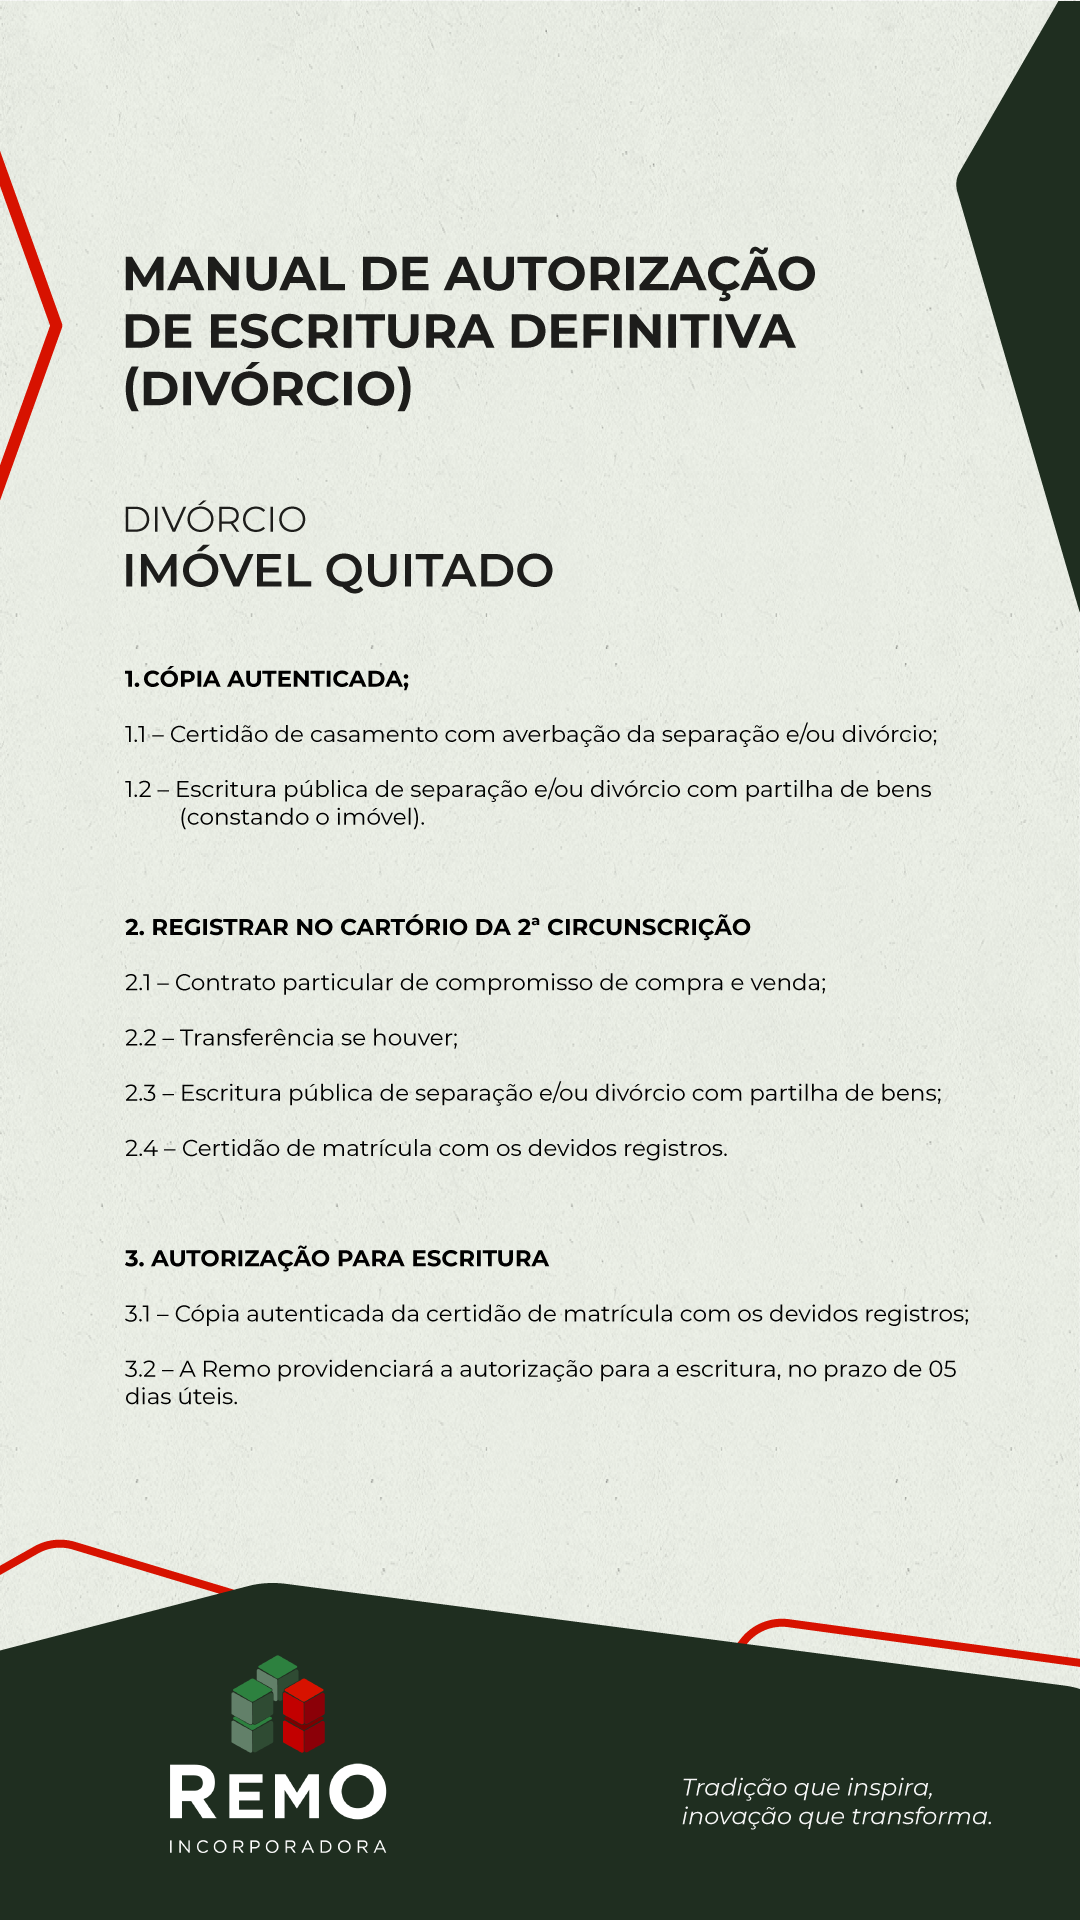 MANUAL DE AUTORIZAÇÃO
DE ESCRITURA DEFINITIVA
(DIVÓRCIO)
DIVÓRCIO
IMÓVEL QUITADO
1. CÓPIA AUTENTICADA;
1.1 – Certidão de casamento com averbação da separação e/ou divórcio;
1.2 – Escritura pública de separação e/ou divórcio com partilha de bens
(constando o imóvel).
2. REGISTRAR NO CARTÓRIO DA 2ª CIRCUNSCRIÇÃO
2.1 – Contrato particular de compromisso de compra e venda;
2.2 – Transferência se houver;
2.3 – Escritura pública de separação e/ou divórcio com partilha de bens;
2.4 – Certidão de matrícula com os devidos registros.
3. AUTORIZAÇÃO PARA ESCRITURA
3.1 – Cópia autenticada da certidão de matrícula com os devidos registros;
3.2 – A Remo providenciará a autorização para a escritura, no prazo de 05
dias úteis.
REMO
INCORPORADORA
Tradição que inspira,
inovação que transforma.